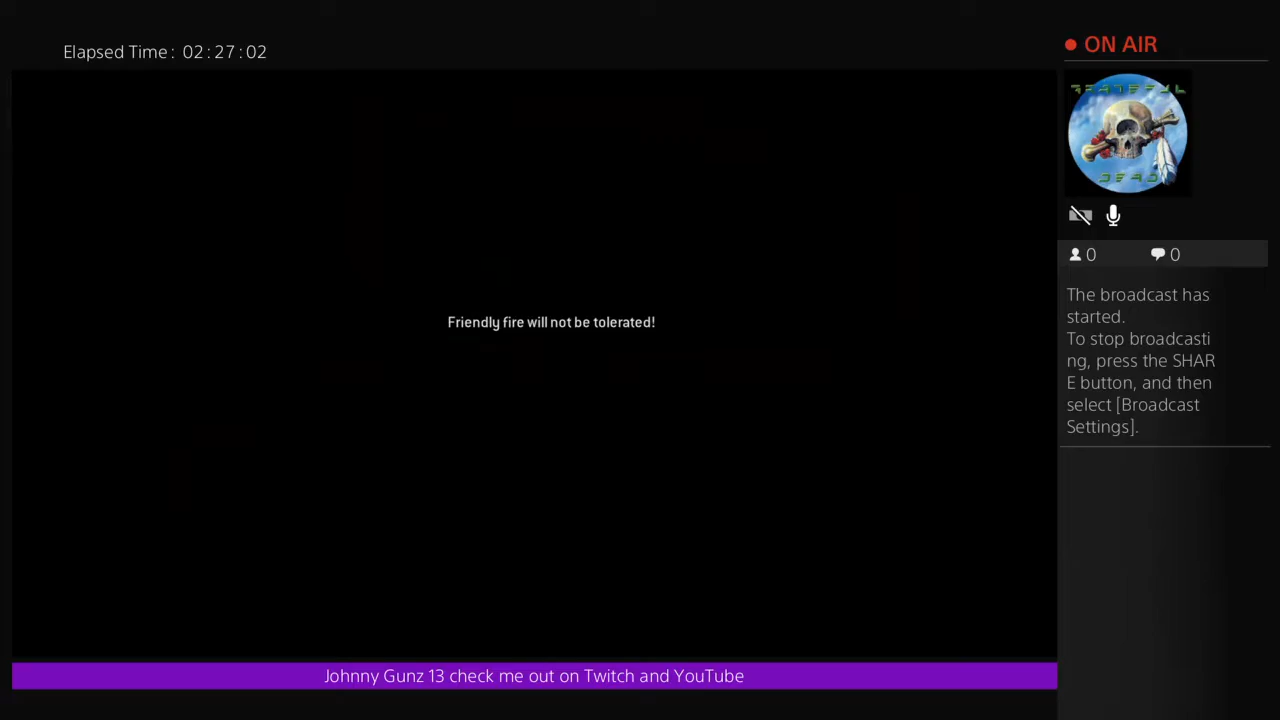 Elapsed Time: 02:27:02
ON AIR
GRATEFUL
DEAD
0 0
The broadcast has
started.
To stop broadcasti
ng, press the SHAR
E button, and then
select [Broadcast
Settings].
Friendly fire will not be tolerated!
Johnny Gunz 13 check me out on Twitch and YouTube